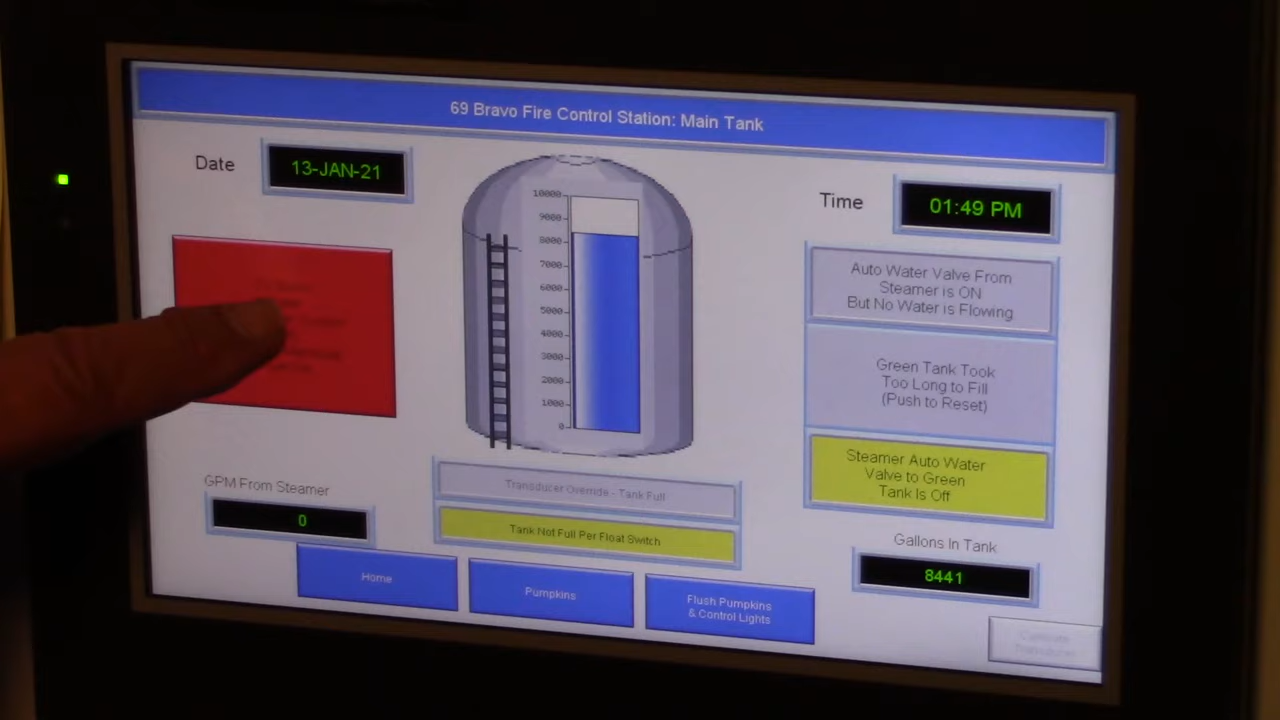 69 Bravo Fire Control Station: Main Tank
Date
13-JAN-21
Time
01:49 PM
10000
9000
8000
7000
6000
5000
4000
3000
2000
1000
0
Auto Water Valve From
Steamer is ON
But No Water is Flowing
Green Tank Took
Too Long to Fill
(Push to Reset)
Steamer Auto Water
Valve to Green
Tank Is Off
GPM From Steamer
0
Transducer Override - Tank Full
Tank Not Full Per Float Switch
Gallons In Tank
8441
Home
Pumpkins
Flush Pumpkins
& Control Lights
Transducer